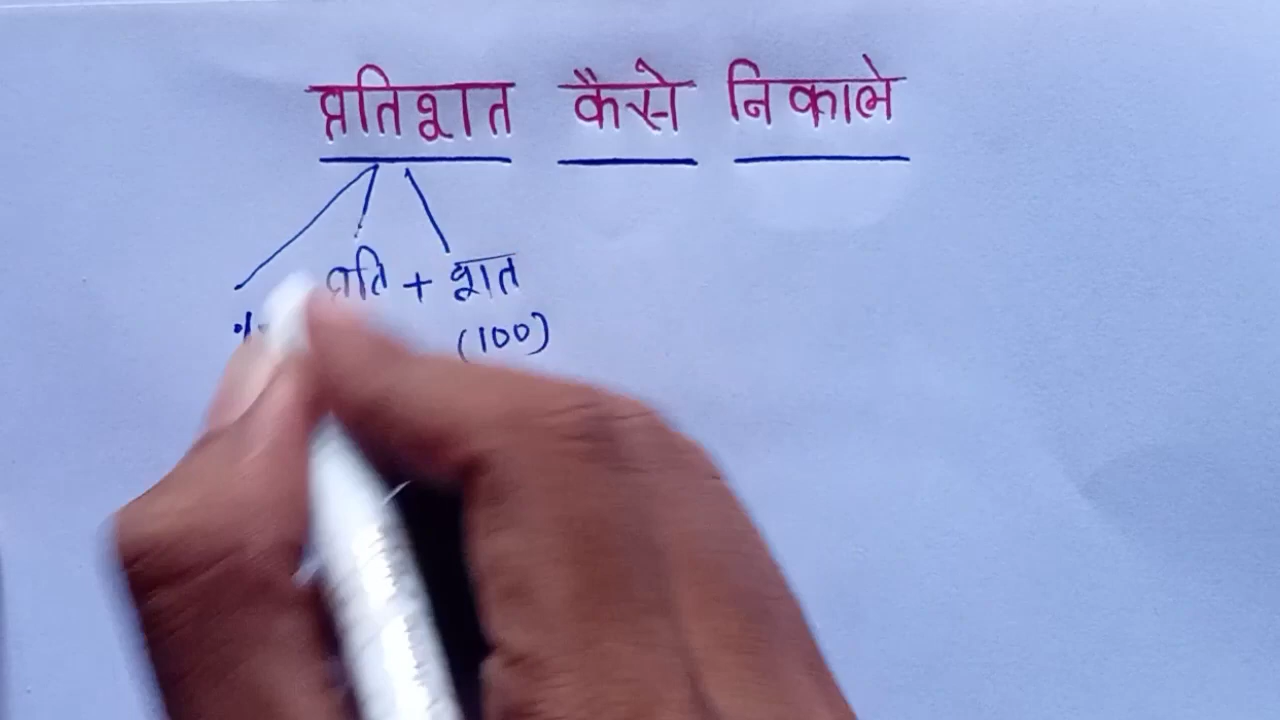 प्रतिशत कैसे निकाले
प्रति + शत
% (100)